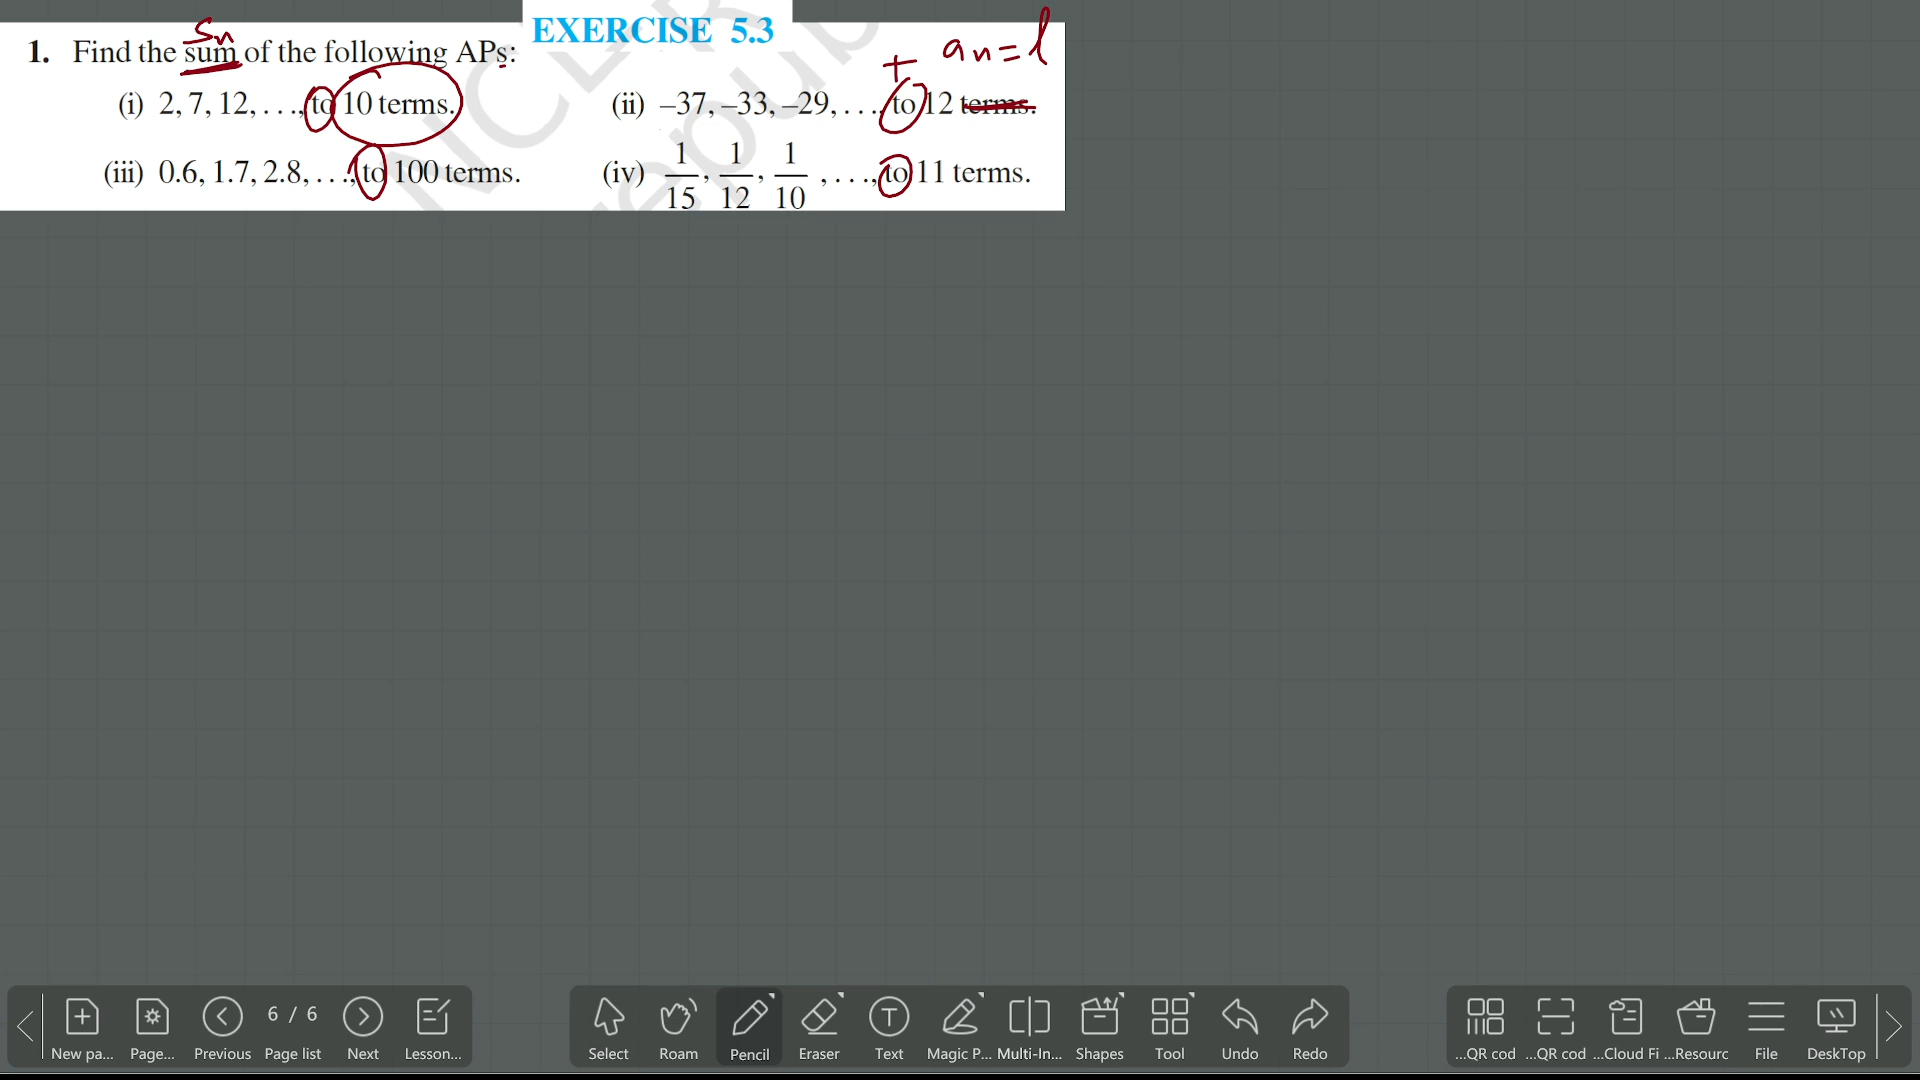 EXERCISE 5.3
Sn
+ an = l
1. Find the sum of the following APs:
(i) 2, 7, 12, . . ., to 10 terms. (ii) –37, –33, –29, . . ., to 12 terms.
(iii) 0.6, 1.7, 2.8, . . ., to 100 terms. (iv) 1/15, 1/12, 1/10, . . ., to 11 terms.
NCER
repub
New pa... Page... Previous 6 / 6 Page list Next Lesson...
Select Roam Pencil Eraser Text Magic P... Multi-In... Shapes Tool Undo Redo
...QR cod ...QR cod ...Cloud Fi ...Resourc File DeskTop